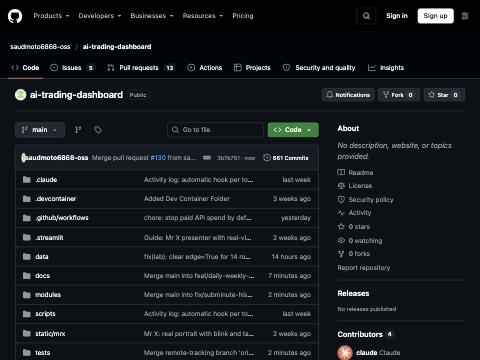 Products Developers Businesses Resources Pricing Sign in Sign up
saudmoto6868-oss / ai-trading-dashboard
Code Issues 5 Pull requests 13 Actions Projects Security and quality Insights
ai-trading-dashboard Public Notifications Fork 0 Star 0
main Go to file Code
saudmoto6868-oss Merge pull request #130 from sa... 3b7b751 · now 661 Commits
.claude Activity log: automatic hook per to... last week
.devcontainer Added Dev Container Folder 3 weeks ago
.github/workflows chore: stop paid API spend by def... yesterday
.streamlit Guide: Mr X presenter with real-vi... 2 weeks ago
data fix(lab): clear edge=True for 14 ro... 14 hours ago
docs Merge main into feat/daily-weekly-... 7 minutes ago
modules Merge main into fix/subminute-his... 2 minutes ago
scripts Activity log: automatic hook per to... last week
static/mrx Mr X: real portrait with blink and ta... 2 weeks ago
tests Merge remote-tracking branch 'ori... 2 minutes ago
About
No description, website, or topics
provided.
Readme
License
Security policy
Activity
0 stars
0 watching
0 forks
Report repository
Releases
No releases published
Contributors 4
claude Claude